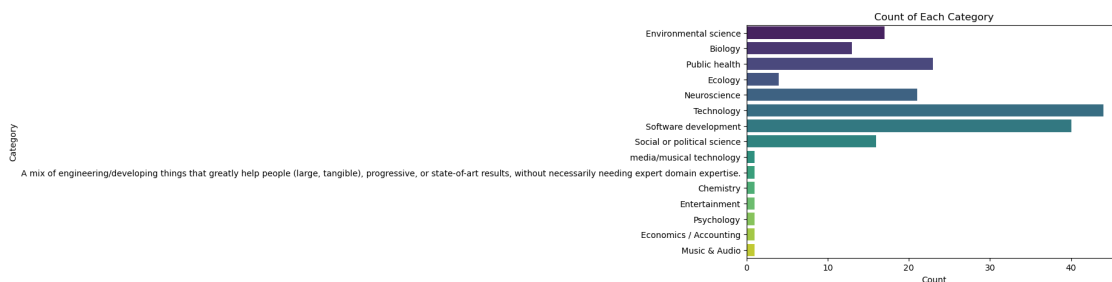 Count of Each Category
Category
Environmental science
Biology
Public health
Ecology
Neuroscience
Technology
Software development
Social or political science
media/musical technology
A mix of engineering/developing things that greatly help people (large, tangible), progressive, or state-of-art results, without necessarily needing expert domain expertise.
Chemistry
Entertainment
Psychology
Economics / Accounting
Music & Audio
0 10 20 30 40
Count